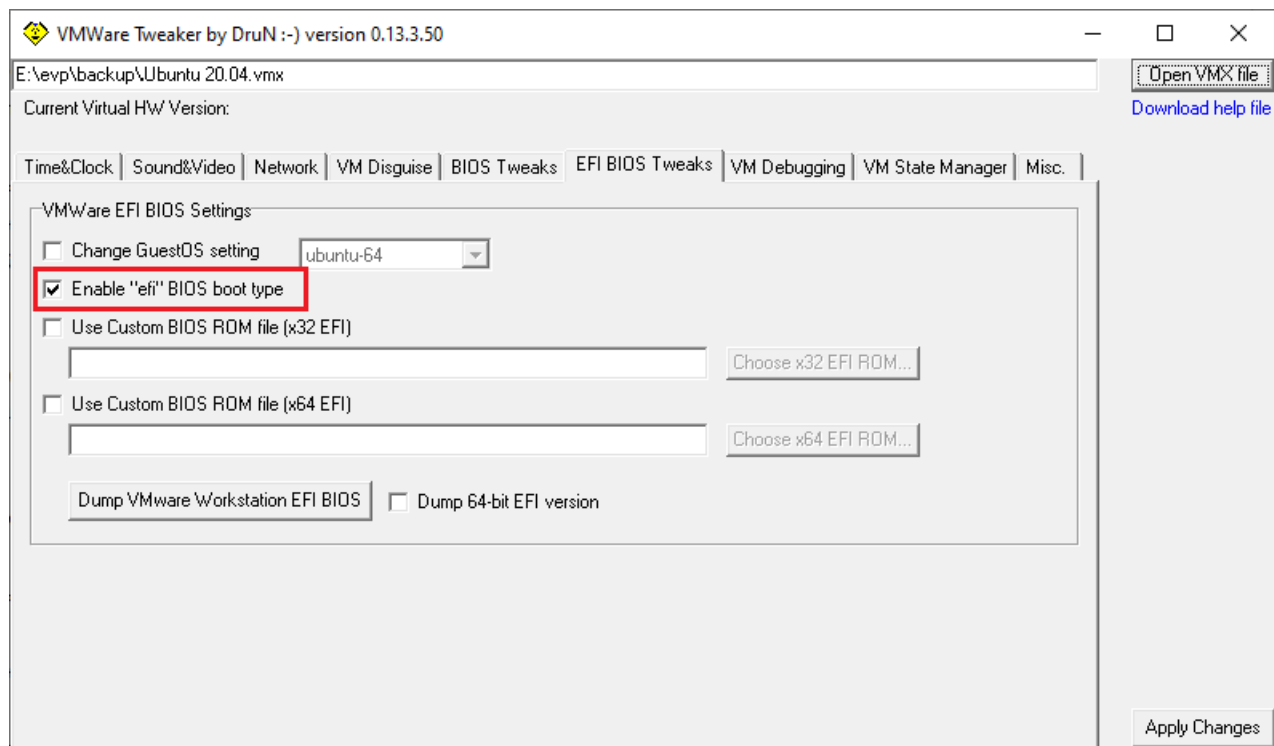 VMWare Tweaker by DruN :-) version 0.13.3.50
E:\evp\backup\Ubuntu 20.04.vmx
Open VMX file
Current Virtual HW Version:
Download help file
Time&Clock
Sound&Video
Network
VM Disguise
BIOS Tweaks
EFI BIOS Tweaks
VM Debugging
VM State Manager
Misc.
VMWare EFI BIOS Settings
Change GuestOS setting
ubuntu-64
Enable "efi" BIOS boot type
Use Custom BIOS ROM file (x32 EFI)
Choose x32 EFI ROM...
Use Custom BIOS ROM file (x64 EFI)
Choose x64 EFI ROM...
Dump VMware Workstation EFI BIOS
Dump 64-bit EFI version
Apply Changes